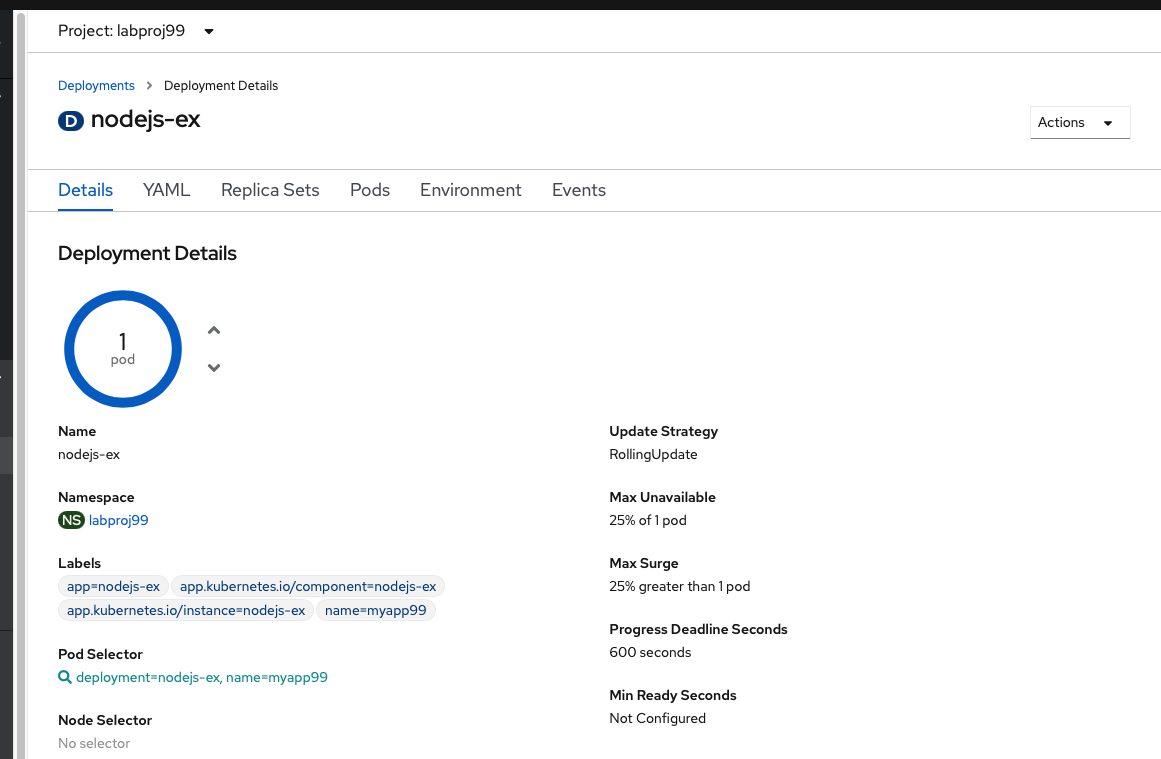 Project: labproj99
Deployments > Deployment Details
D nodejs-ex
Actions
Details YAML Replica Sets Pods Environment Events
Deployment Details
1
pod
Name
nodejs-ex
Namespace
NS labproj99
Labels
app=nodejs-ex app.kubernetes.io/component=nodejs-ex
app.kubernetes.io/instance=nodejs-ex name=myapp99
Pod Selector
deployment=nodejs-ex, name=myapp99
Node Selector
No selector
Update Strategy
RollingUpdate
Max Unavailable
25% of 1 pod
Max Surge
25% greater than 1 pod
Progress Deadline Seconds
600 seconds
Min Ready Seconds
Not Configured